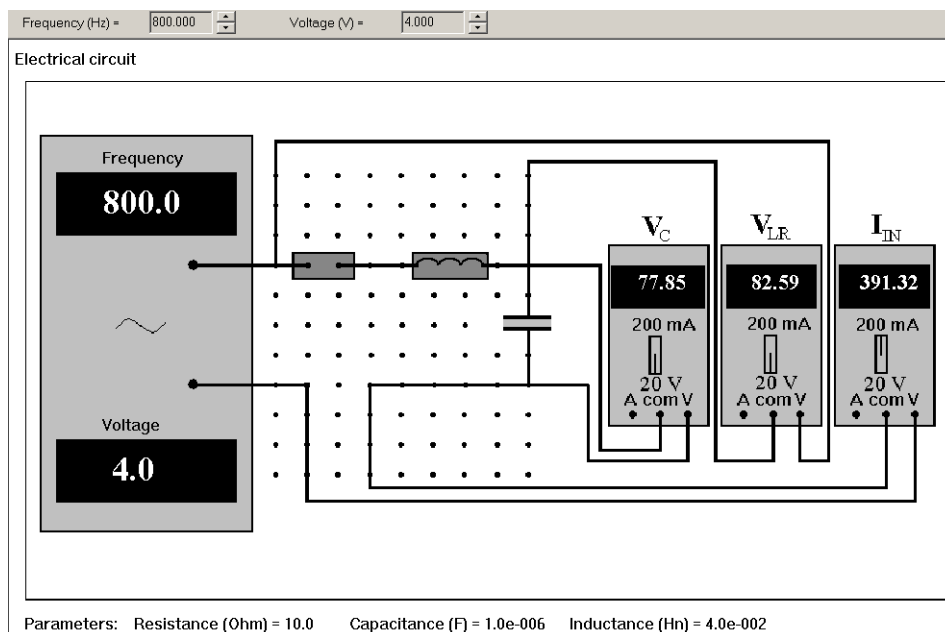 Frequency (Hz) = 800.000 Voltage (V) = 4.000
Electrical circuit
Frequency
800.0
Voltage
4.0
V_C
77.85
200 mA
20 V
A com V
V_LR
82.59
200 mA
20 V
A com V
I_IN
391.32
200 mA
20 V
A com V
Parameters: Resistance (Ohm) = 10.0 Capacitance (F) = 1.0e-006 Inductance (Hn) = 4.0e-002